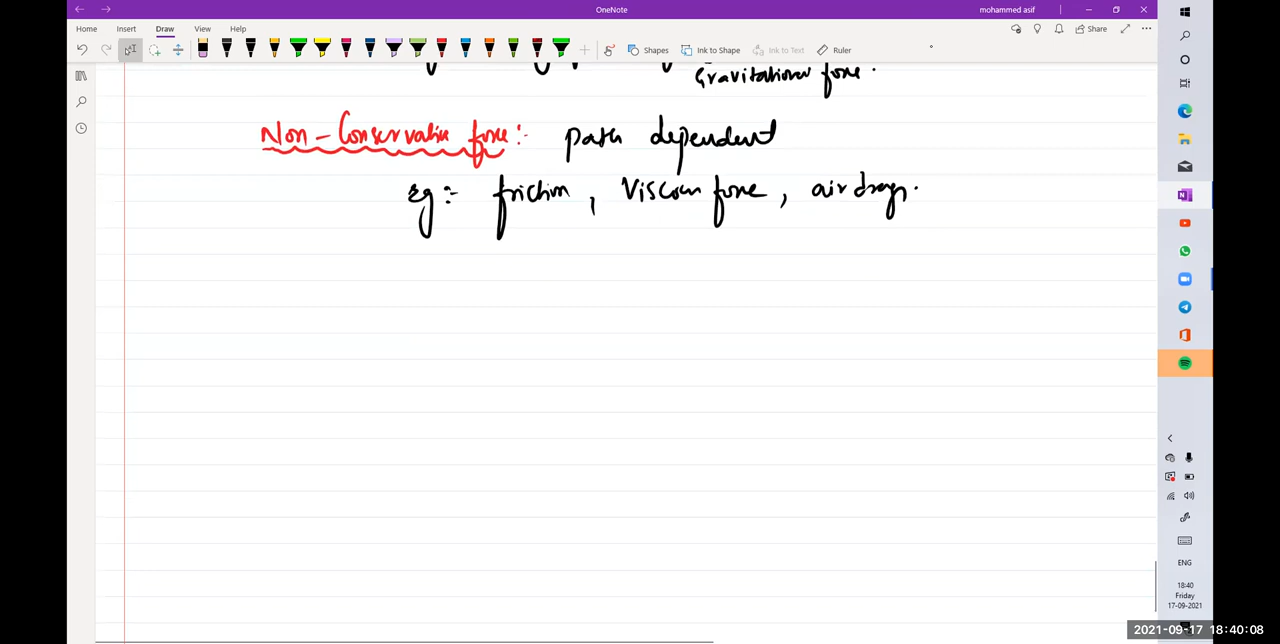 OneNote
mohammed asif
Home Insert Draw View Help
Share
Shapes Ink to Shape Ink to Text Ruler
Gravitational force.
Non-Conservative force:- path dependent
eg:- friction, Viscous force, air drag.
ENG
18:40
Friday
17-09-2021
2021-09-17 18:40:08